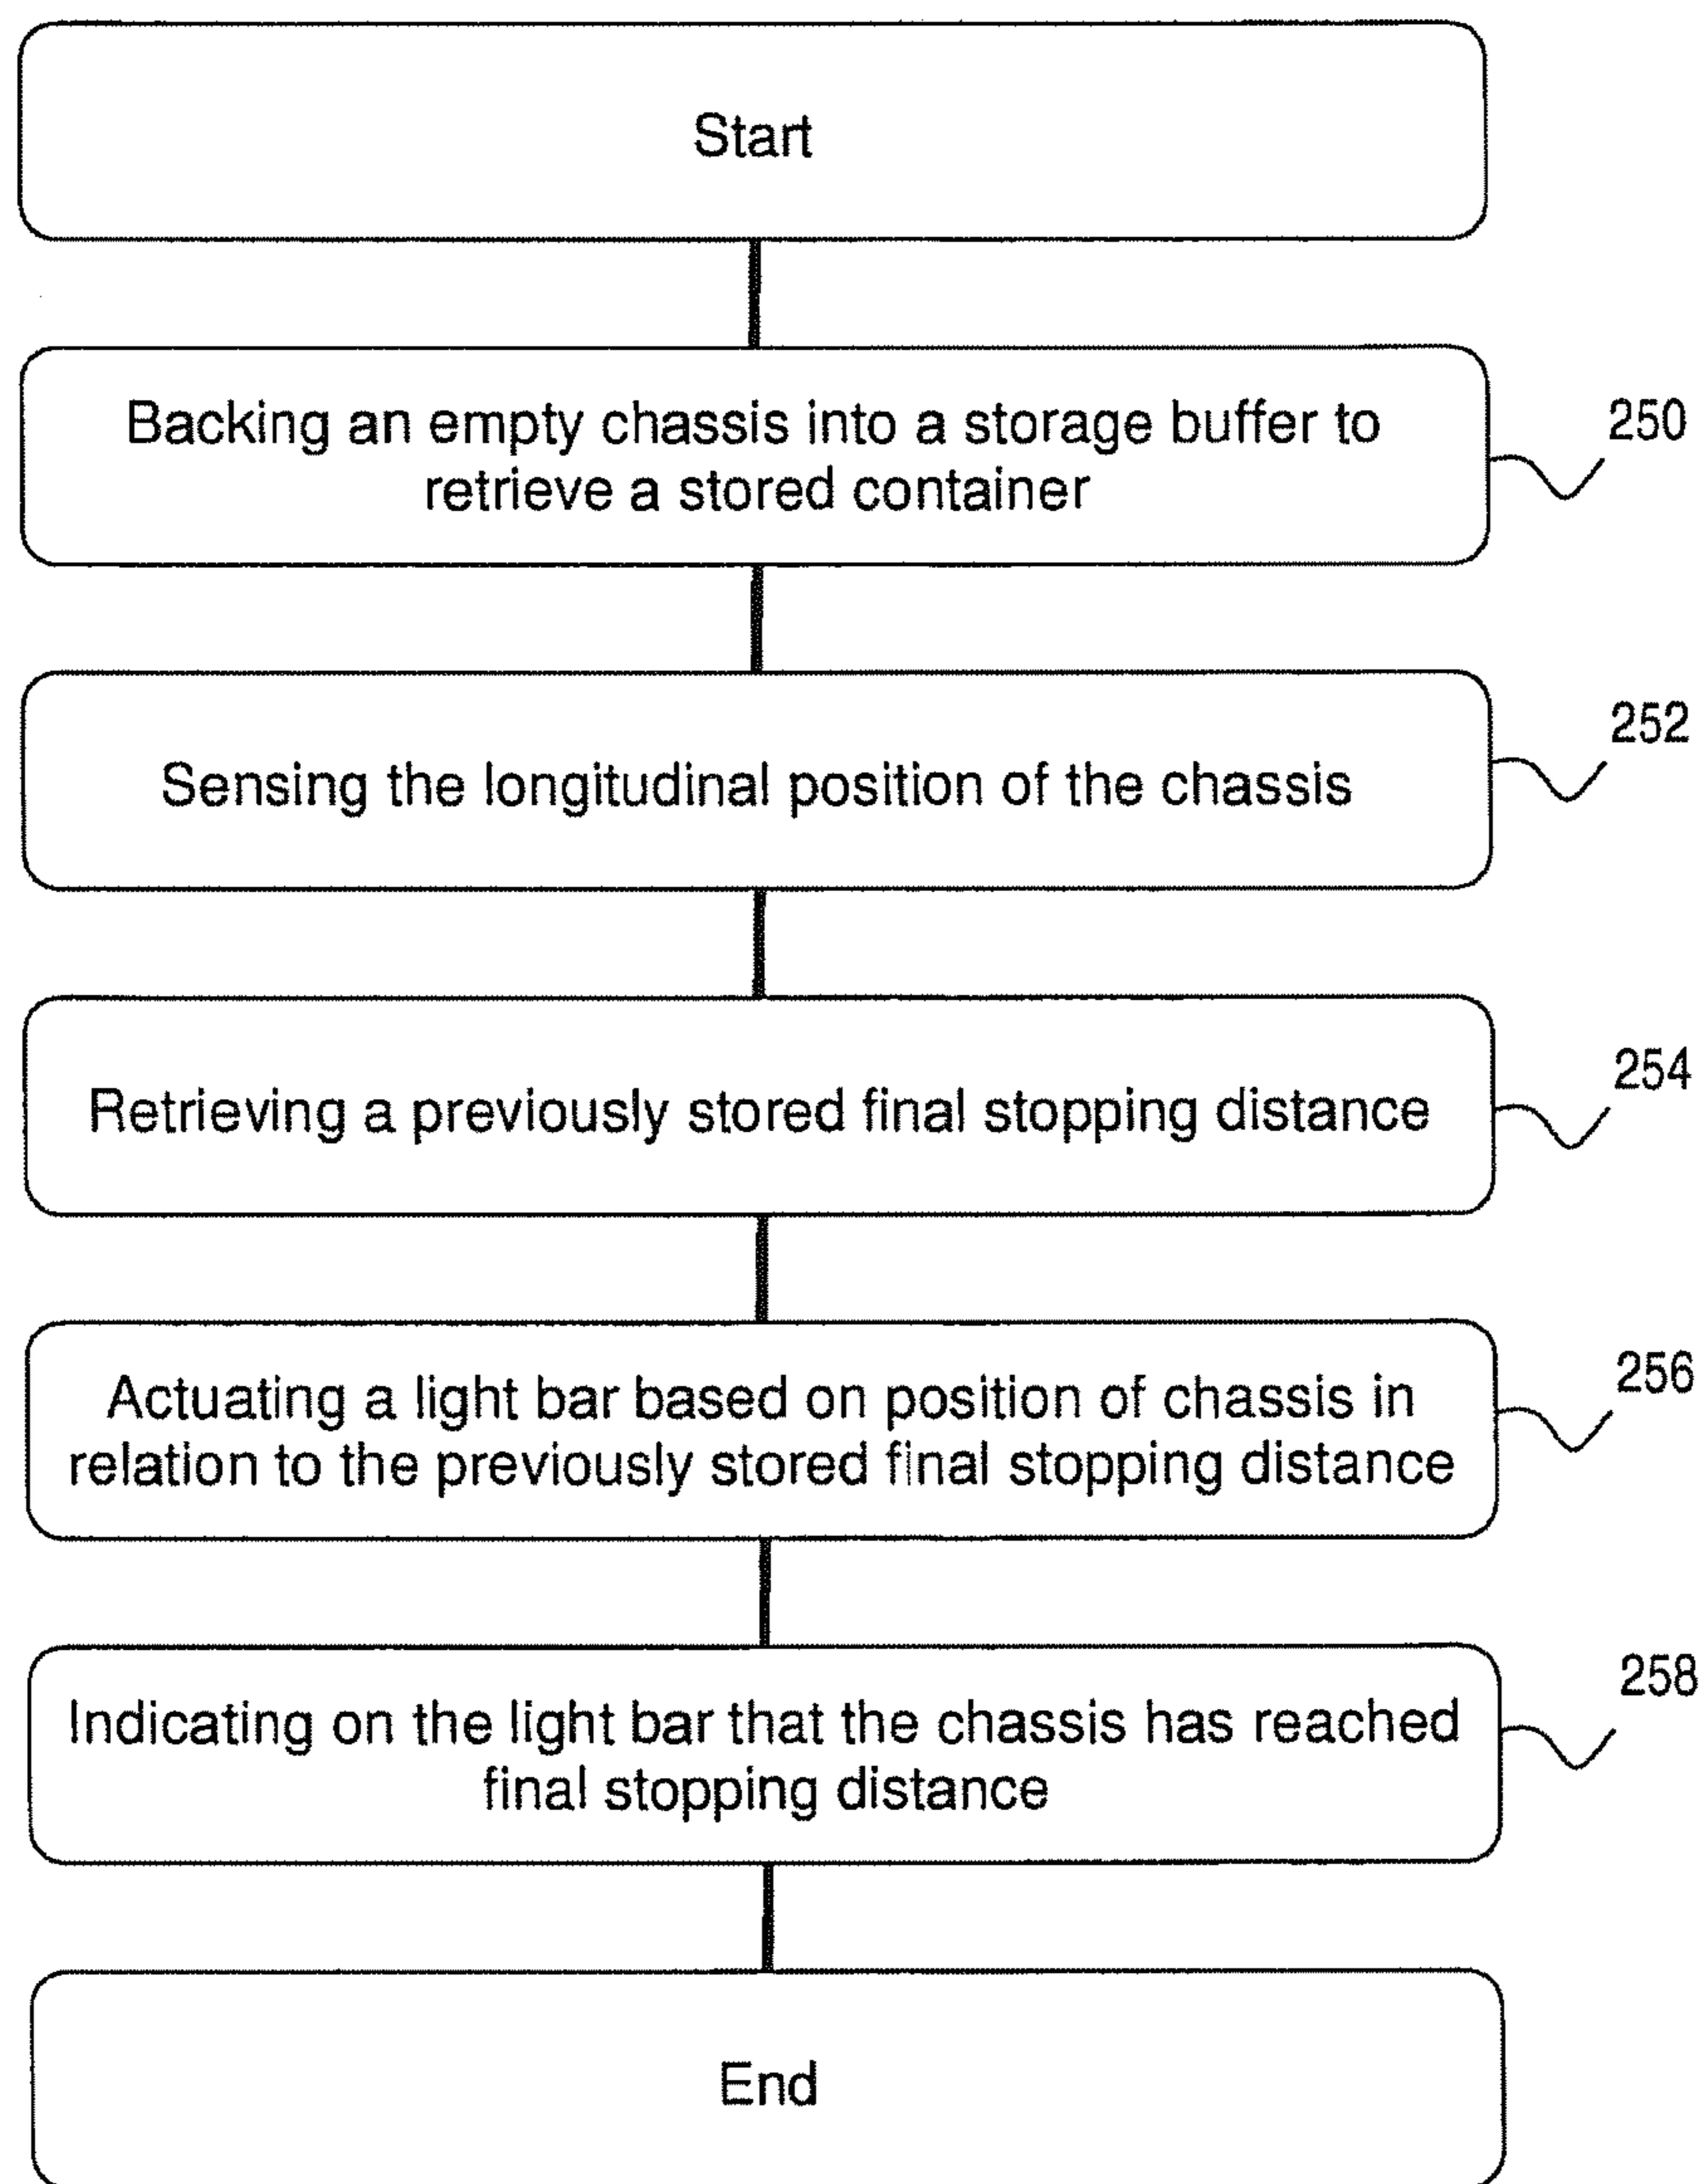 Start
Backing an empty chassis into a storage buffer to
retrieve a stored container
250
Sensing the longitudinal position of the chassis
252
Retrieving a previously stored final stopping distance
254
Actuating a light bar based on position of chassis in
relation to the previously stored final stopping distance
256
Indicating on the light bar that the chassis has reached
final stopping distance
258
End